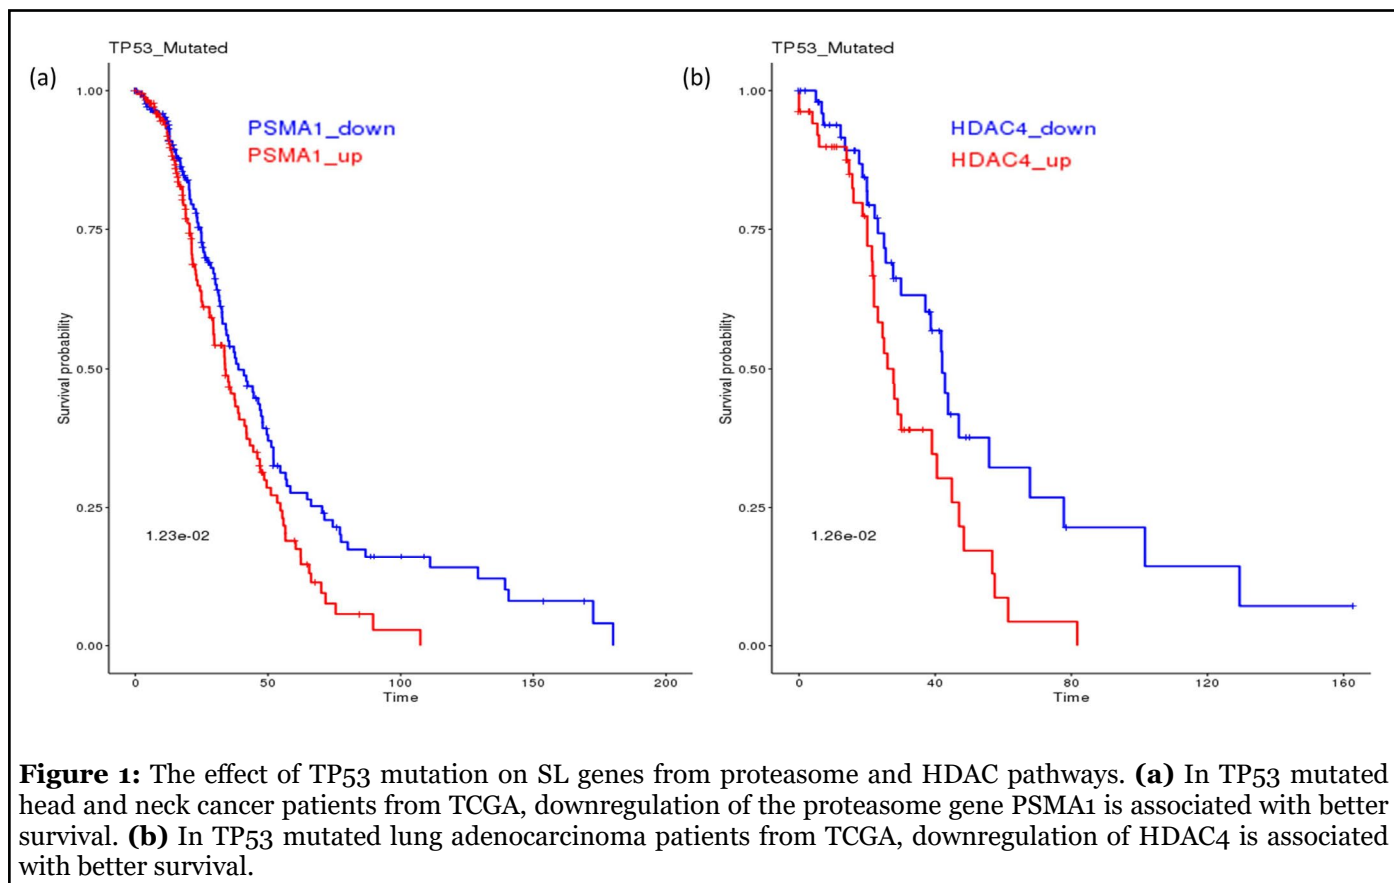 TP53_Mutated
(a)
1.00
PSMA1_down
PSMA1_up
0.75
Survival probability
0.50
0.25
1.23e-02
0.00
0 50 100 150 200
Time
TP53_Mutated
(b)
1.00
HDAC4_down
HDAC4_up
0.75
Survival probability
0.50
0.25
1.26e-02
0.00
0 40 80 120 160
Time
Figure 1: The effect of TP53 mutation on SL genes from proteasome and HDAC pathways. (a) In TP53 mutated
head and neck cancer patients from TCGA, downregulation of the proteasome gene PSMA1 is associated with better
survival. (b) In TP53 mutated lung adenocarcinoma patients from TCGA, downregulation of HDAC4 is associated
with better survival.